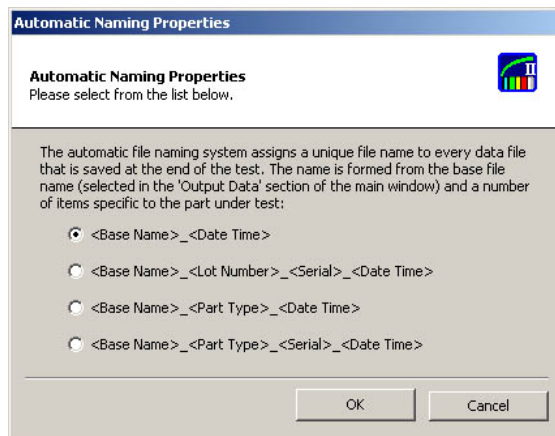 Automatic Naming Properties
Automatic Naming Properties
Please select from the list below.
II
The automatic file naming system assigns a unique file name to every data file
that is saved at the end of the test. The name is formed from the base file
name (selected in the 'Output Data' section of the main window) and a number
of items specific to the part under test:
<Base Name>_<Date Time>
<Base Name>_<Lot Number>_<Serial>_<Date Time>
<Base Name>_<Part Type>_<Date Time>
<Base Name>_<Part Type>_<Serial>_<Date Time>
OK Cancel